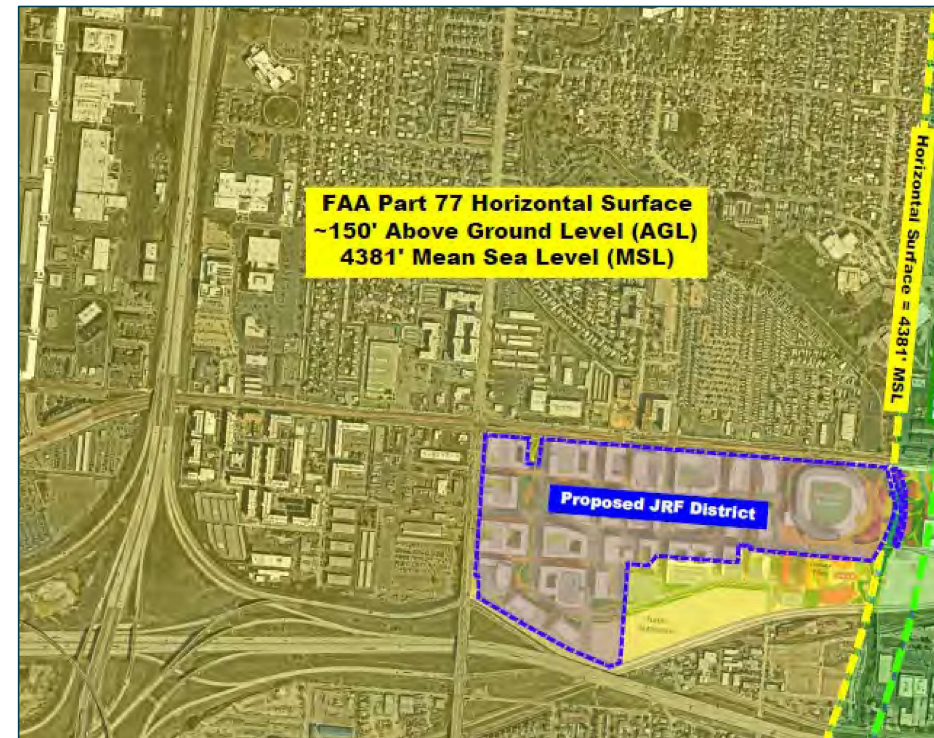 FAA Part 77 Horizontal Surface
~150' Above Ground Level (AGL)
4381' Mean Sea Level (MSL)
Horizontal Surface = 4381' MSL
Proposed JRF District